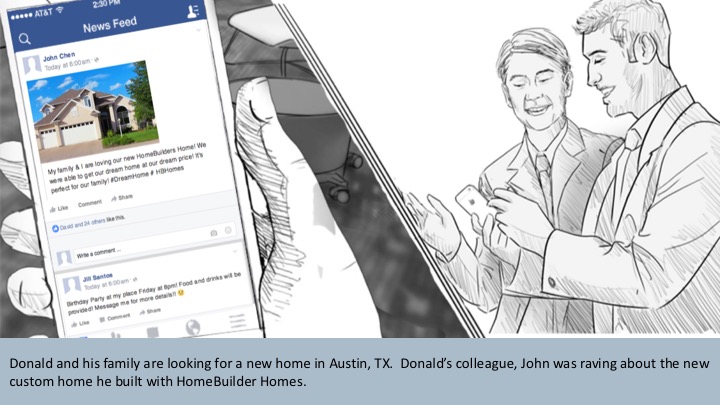 AT&T 2:30 PM
News Feed
John Chen
Today at 6:00am
My family & I are loving our new HomeBuilders Home! We
were able to get our dream home at our dream price! It's
perfect for our family! #DreamHome # HBHomes
Like Comment Share
David and 24 others like this.
Write a comment ...
Jill Santos
Today at 6:00am
Birthday Party at my place Friday at 8pm! Food and drinks will be
provided! Message me for more details!!
Like Comment Share
Donald and his family are looking for a new home in Austin, TX. Donald’s colleague, John was raving about the new
custom home he built with HomeBuilder Homes.